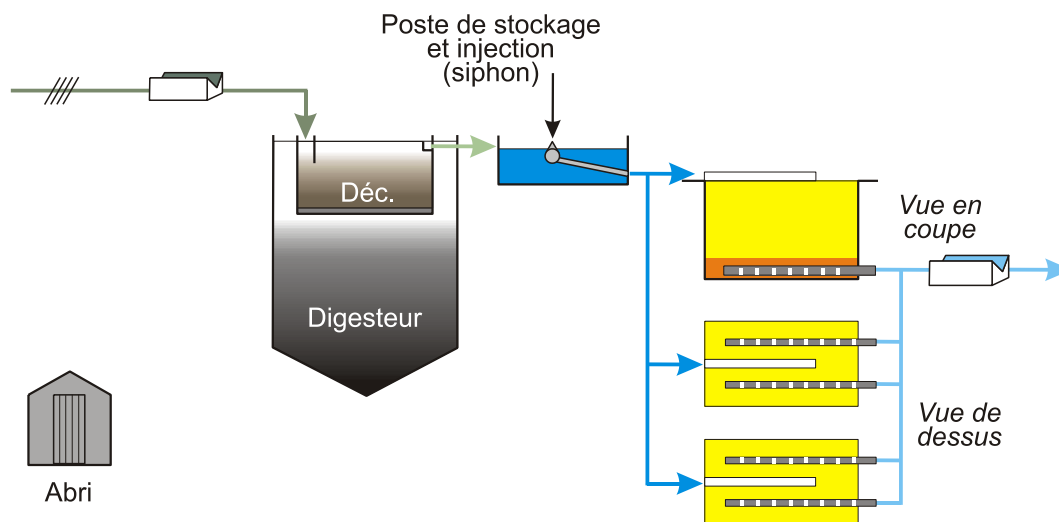 Poste de stockage
et injection
(siphon)
Déc.
Digesteur
Vue en
coupe
Vue de
dessus
Abri